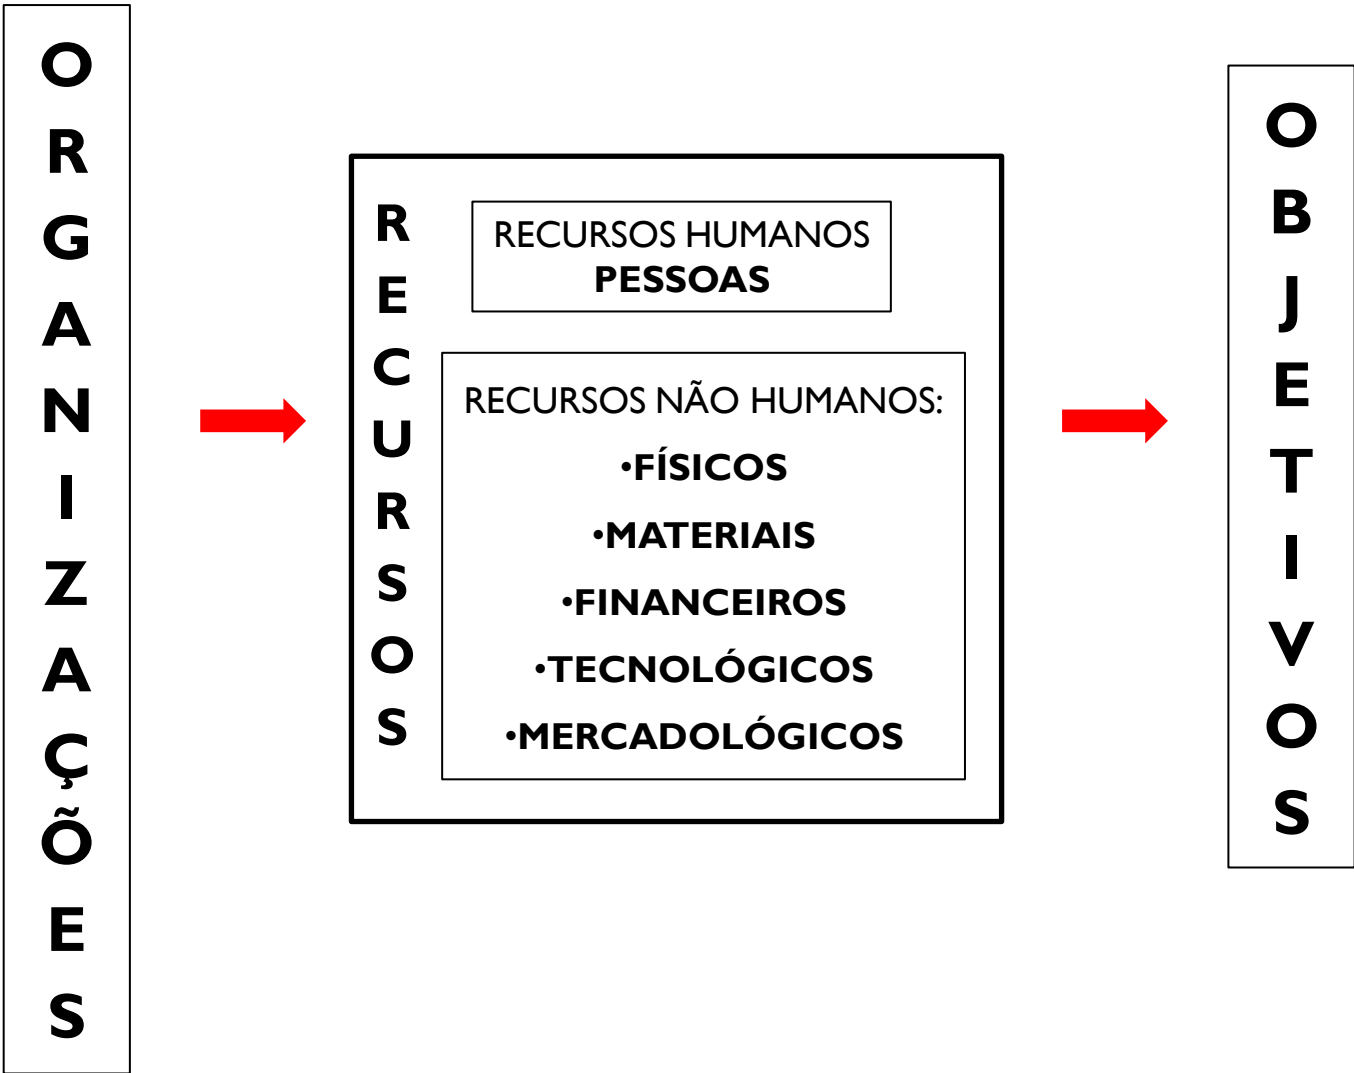 ORGANIZAÇÕES
RECURSOS
RECURSOS HUMANOS
PESSOAS
RECURSOS NÃO HUMANOS:
•FÍSICOS
•MATERIAIS
•FINANCEIROS
•TECNOLÓGICOS
•MERCADOLÓGICOS
OBJETIVOS